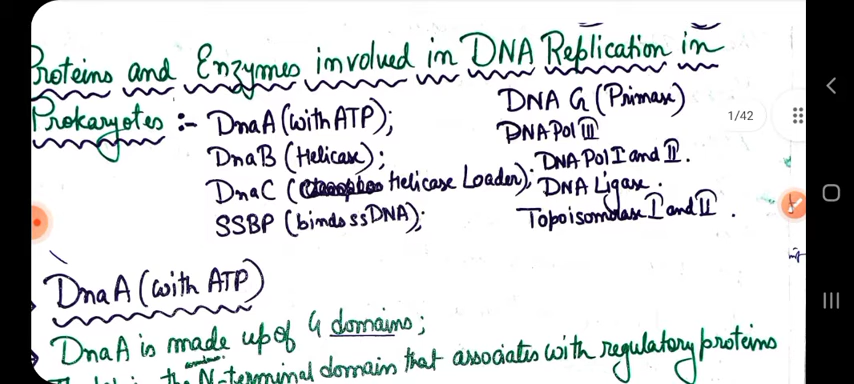 Proteins and Enzymes involved in DNA Replication in
Prokaryotes :- DnaA (with ATP);
DnaB (Helicase);
DnaC (Helicase Loader);
SSBP (binds ssDNA);
DNA G (Primase)
DNA Pol III
DNA Pol I and II.
DNA Ligase.
Topoisomerase I and II.
1/42
DnaA (with ATP)
DnaA is made up of 4 domains;
the N-terminal domain that associates with regulatory proteins